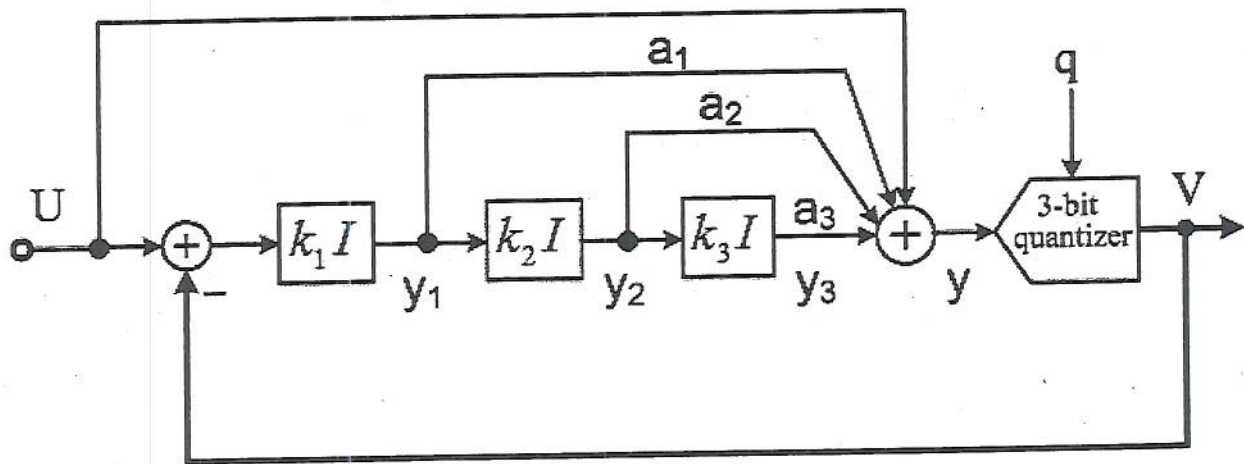 a₁
q
a₂
U
k₁I
k₂I
k₃I
a₃
3-bit
quantizer
V
y₁
y₂
y₃
y
+
+
−